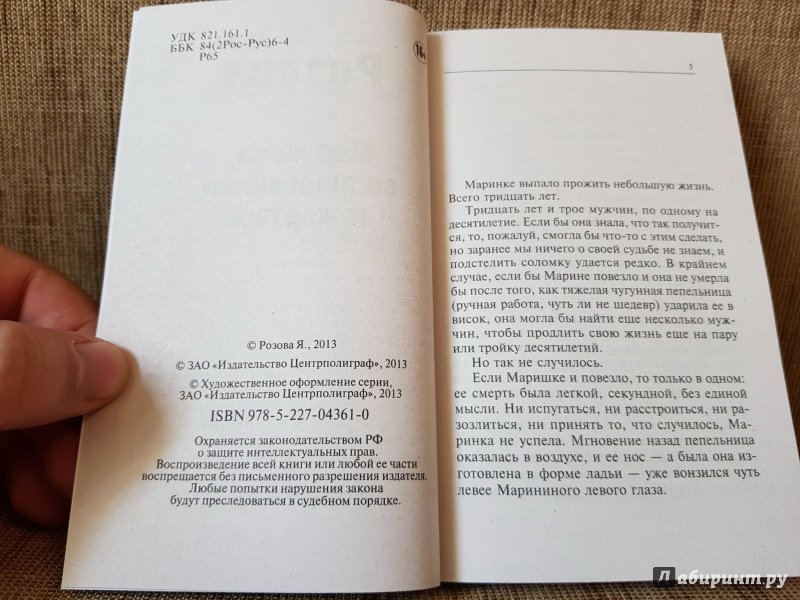 УДК 821.161.1
ББК 84(2Рос-Рус)6-4
Р65
16+
© Розова Я., 2013
© ЗАО «Издательство Центрполиграф», 2013
© Художественное оформление серии,
ЗАО «Издательство Центрполиграф», 2013
ISBN 978-5-227-04361-0
Охраняется законодательством РФ
о защите интеллектуальных прав.
Воспроизведение всей книги или любой ее части
воспрещается без письменного разрешения издателя.
Любые попытки нарушения закона
будут преследоваться в судебном порядке.
5
Маринке выпало прожить небольшую жизнь.
Всего тридцать лет.
Тридцать лет и трое мужчин, по одному на
десятилетие. Если бы она знала, что так получит-
ся, то, пожалуй, смогла бы что-то с этим сделать,
но заранее мы ничего о своей судьбе не знаем, и
подстелить соломку удается редко. В крайнем
случае, если бы Марине повезло и она не умерла
бы после того, как тяжелая чугунная пепельница
(ручная работа, чуть ли не шедевр) ударила ее в
висок, она могла бы найти еще несколько муж-
чин, чтобы продлить свою жизнь еще на пару
или тройку десятилетий.
Но так не случилось.
Если Маришке и повезло, то только в одном:
ее смерть была легкой, секундной, без единой
мысли. Ни испугаться, ни расстроиться, ни ра-
зозлиться, ни принять то, что случилось, Ма-
ринка не успела. Мгновение назад пепельница
оказалась в воздухе, и ее нос — а была она из-
готовлена в форме ладьи — уже вонзился чуть
левее Марининого левого глаза.
Лабиринт.ру